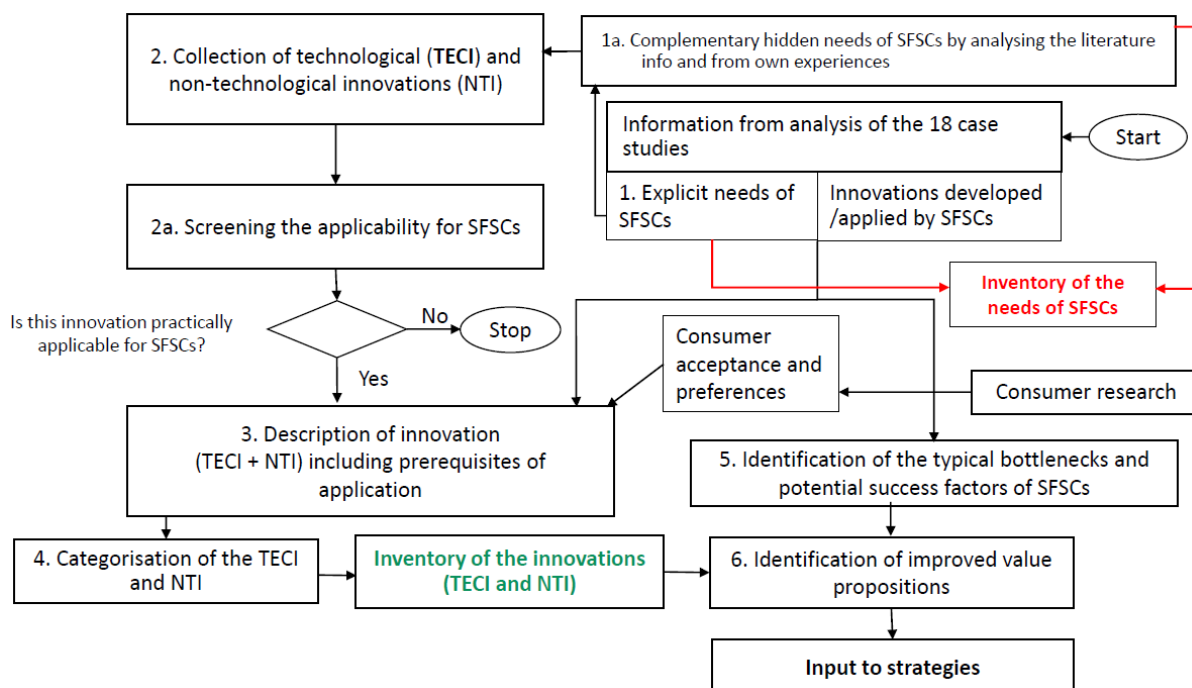 2. Collection of technological (TECI) and
non-technological innovations (NTI)
1a. Complementary hidden needs of SFSCs by analysing the literature
info and from own experiences
Information from analysis of the 18 case
studies
Start
1. Explicit needs of
SFSCs
Innovations developed
/applied by SFSCs
2a. Screening the applicability for SFSCs
Inventory of the
needs of SFSCs
Is this innovation practically
applicable for SFSCs?
No
Stop
Yes
Consumer
acceptance and
preferences
Consumer research
3. Description of innovation
(TECI + NTI) including prerequisites of
application
5. Identification of the typical bottlenecks and
potential success factors of SFSCs
4. Categorisation of the TECI
and NTI
Inventory of the innovations
(TECI and NTI)
6. Identification of improved value
propositions
Input to strategies